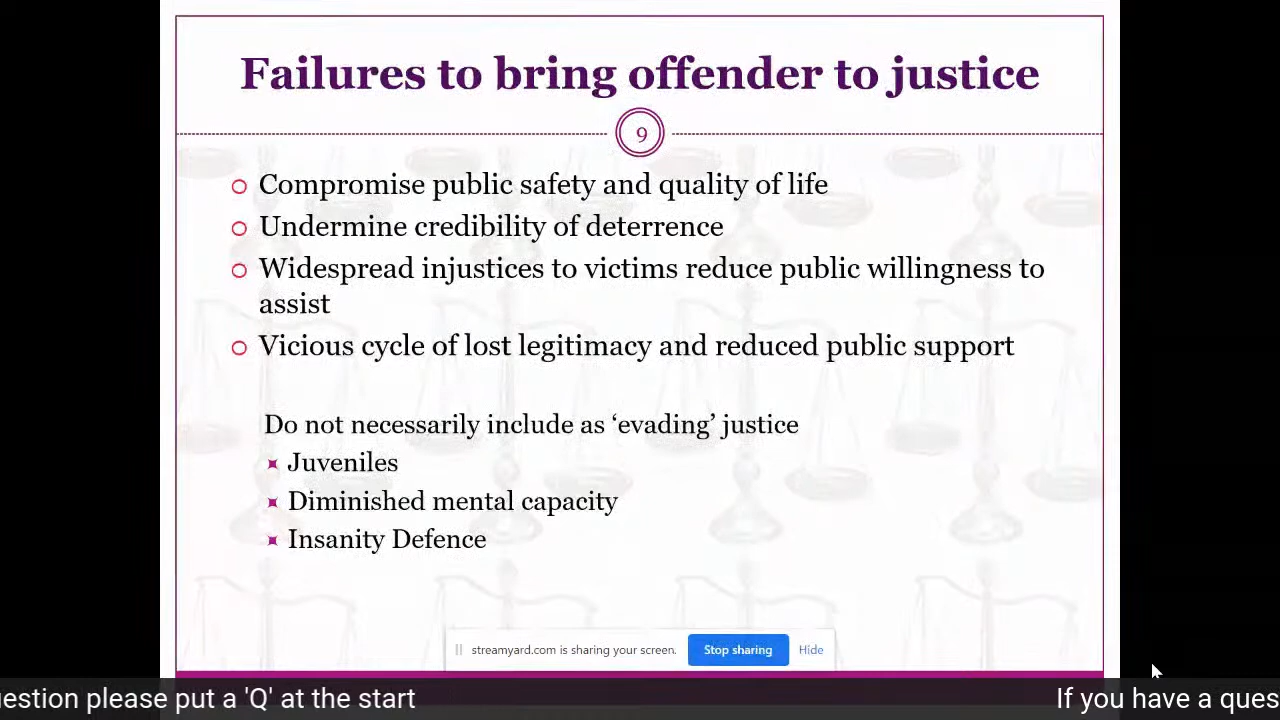 Failures to bring offender to justice
9
Compromise public safety and quality of life
Undermine credibility of deterrence
Widespread injustices to victims reduce public willingness to
assist
Vicious cycle of lost legitimacy and reduced public support
Do not necessarily include as ‘evading’ justice
Juveniles
Diminished mental capacity
Insanity Defence
streamyard.com is sharing your screen. Stop sharing Hide
estion please put a 'Q' at the start If you have a ques